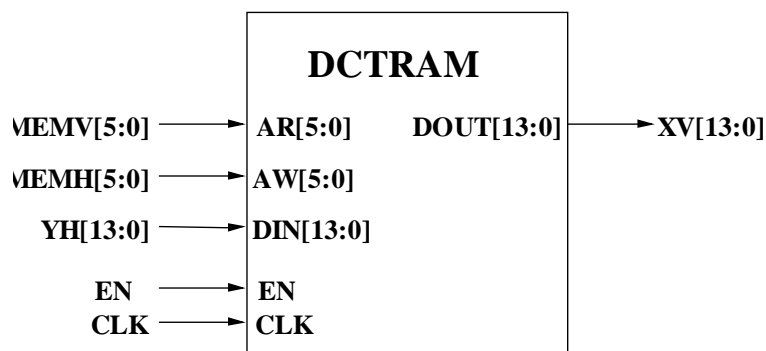 DCTRAM
MEMV[5:0] AR[5:0] DOUT[13:0] XV[13:0]
MEMH[5:0] AW[5:0]
YH[13:0] DIN[13:0]
EN EN
CLK CLK